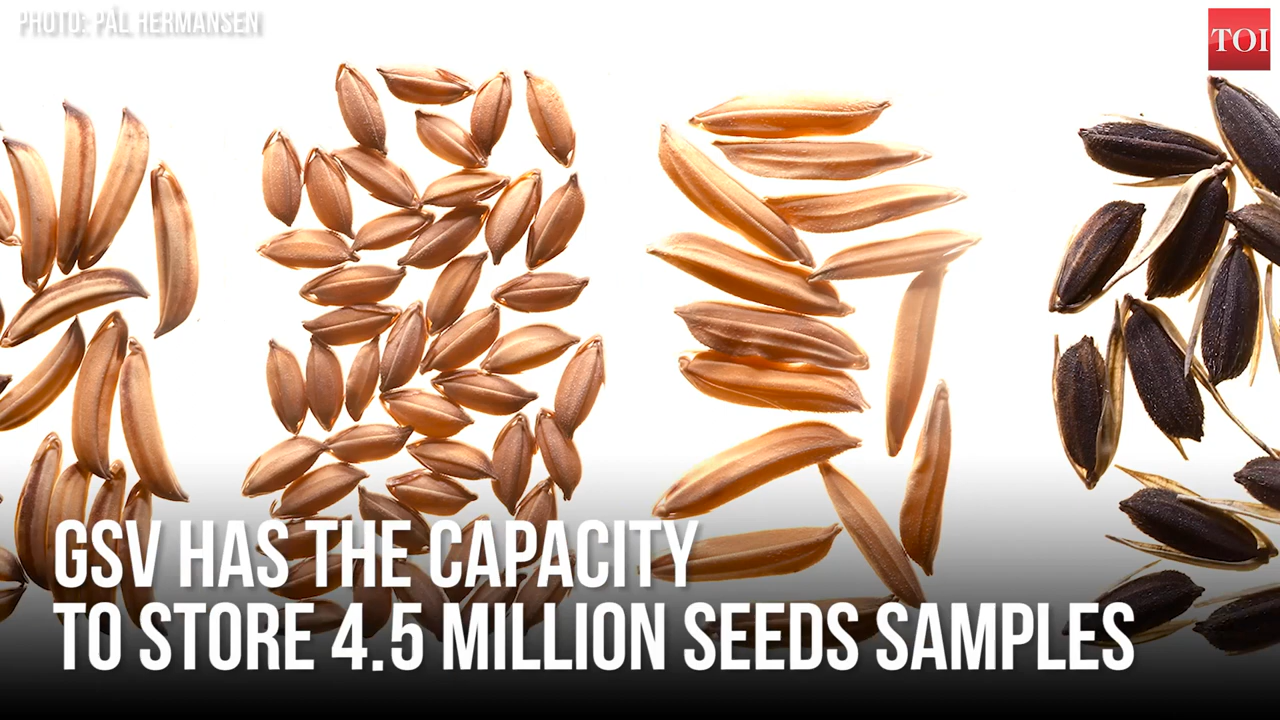 PHOTO: PÅL HERMANSEN
TOI
GSV HAS THE CAPACITY
TO STORE 4.5 MILLION SEEDS SAMPLES